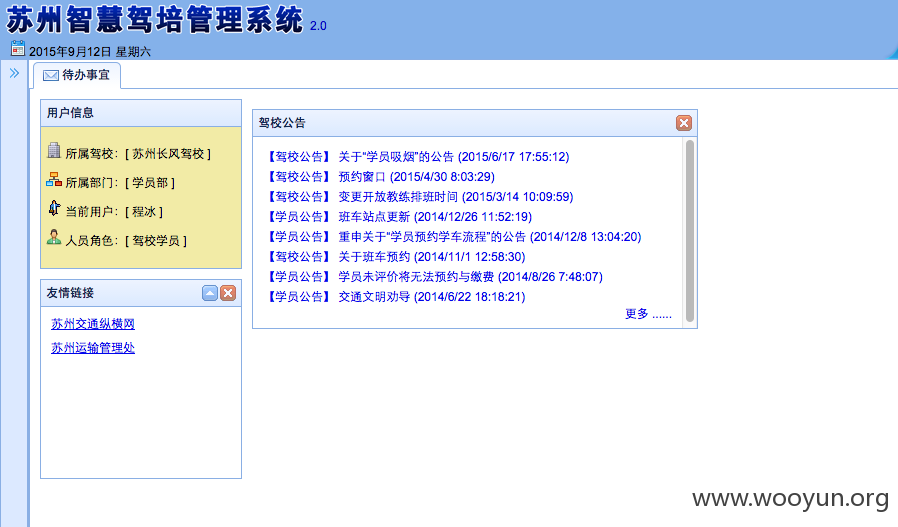 苏州智慧驾培管理系统 2.0
2015年9月12日 星期六
待办事宜
用户信息
所属驾校：[ 苏州长风驾校 ]
所属部门：[ 学员部 ]
当前用户：[ 程冰 ]
人员角色：[ 驾校学员 ]
友情链接
苏州交通纵横网
苏州运输管理处
驾校公告
【驾校公告】 关于“学员吸烟”的公告 (2015/6/17 17:55:12)
【驾校公告】 预约窗口 (2015/4/30 8:03:29)
【驾校公告】 变更开放教练排班时间 (2015/3/14 10:09:59)
【学员公告】 班车站点更新 (2014/12/26 11:52:19)
【学员公告】 重申关于“学员预约学车流程”的公告 (2014/12/8 13:04:20)
【驾校公告】 关于班车预约 (2014/11/1 12:58:30)
【学员公告】 学员未评价将无法预约与缴费 (2014/8/26 7:48:07)
【学员公告】 交通文明劝导 (2014/6/22 18:18:21)
更多 ......
www.wooyun.org